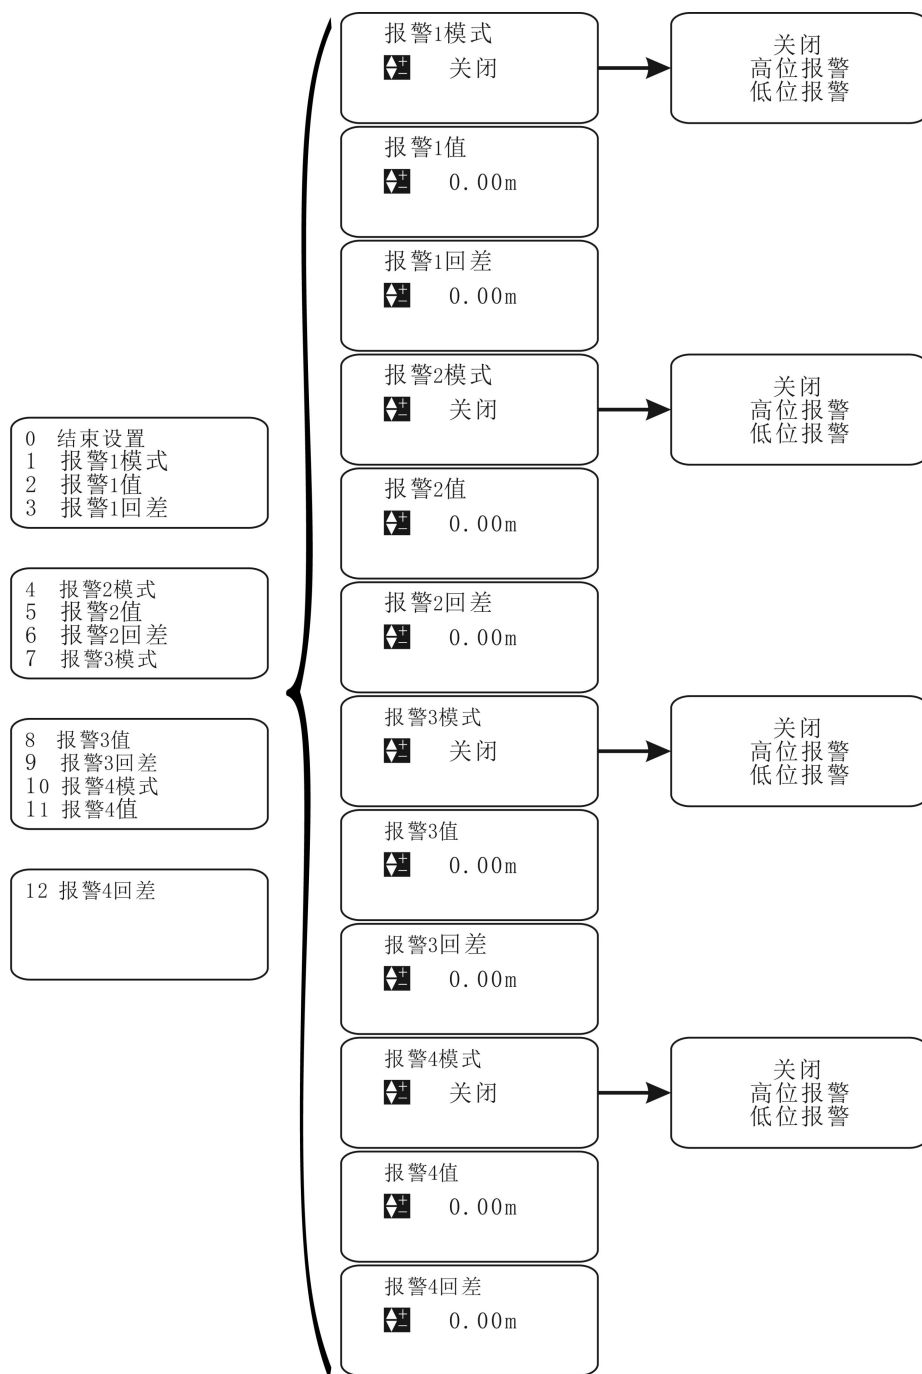 0 结束设置
1 报警1模式
2 报警1值
3 报警1回差
4 报警2模式
5 报警2值
6 报警2回差
7 报警3模式
8 报警3值
9 报警3回差
10 报警4模式
11 报警4值
12 报警4回差
报警1模式
关闭
关闭
高位报警
低位报警
报警1值
0.00m
报警1回差
0.00m
报警2模式
关闭
关闭
高位报警
低位报警
报警2值
0.00m
报警2回差
0.00m
报警3模式
关闭
关闭
高位报警
低位报警
报警3值
0.00m
报警3回差
0.00m
报警4模式
关闭
关闭
高位报警
低位报警
报警4值
0.00m
报警4回差
0.00m